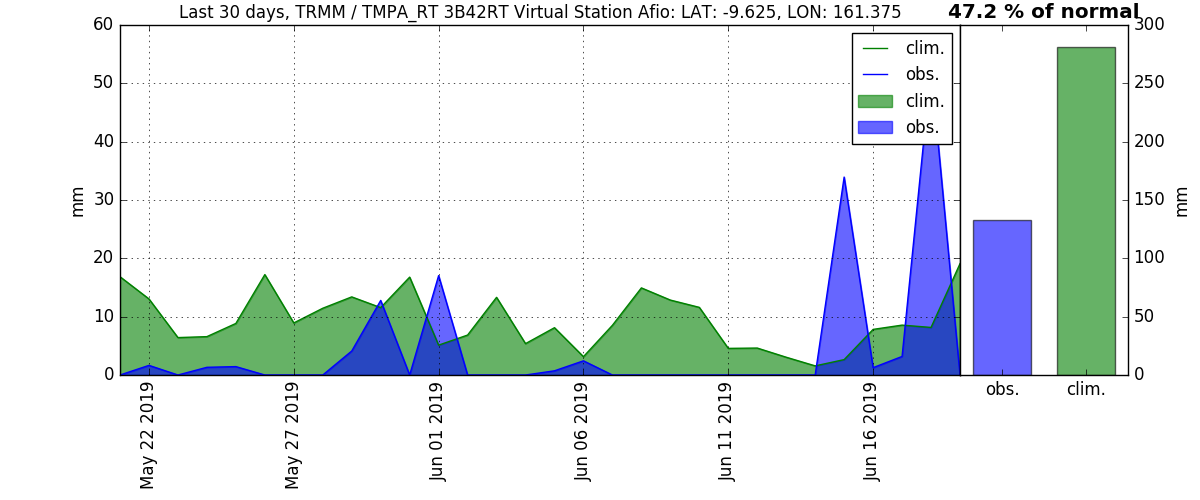 Last 30 days, TRMM / TMPA_RT 3B42RT Virtual Station Afio: LAT: -9.625, LON: 161.375
47.2 % of normal
60
50
40
30
20
10
0
mm
clim.
obs.
clim.
obs.
300
250
200
150
100
50
0
mm
May 22 2019
May 27 2019
Jun 01 2019
Jun 06 2019
Jun 11 2019
Jun 16 2019
obs.
clim.